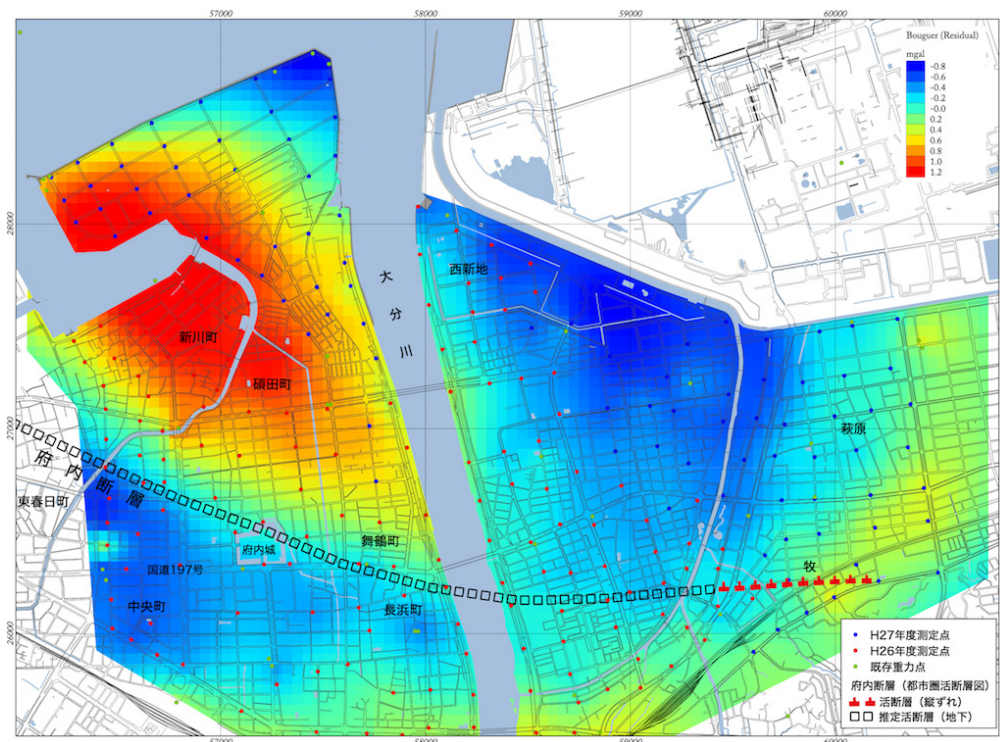 57000
58000
59000
60000
Bouguer (Residual)
mgal
-0.8
-0.6
-0.4
-0.2
-0.0
0.2
0.4
0.6
0.8
1.0
1.2
28000
大分川
西新地
新川町
碩田町
27000
萩原
府内断層
東春日町
舞鶴町
府内城
国道197号
牧
中央町
長浜町
26000
H27年度測定点
H26年度測定点
既存重力点
府内断層（都市圏活断層図）
活断層（縦ずれ）
推定活断層（地下）
57000
58000
59000
60000